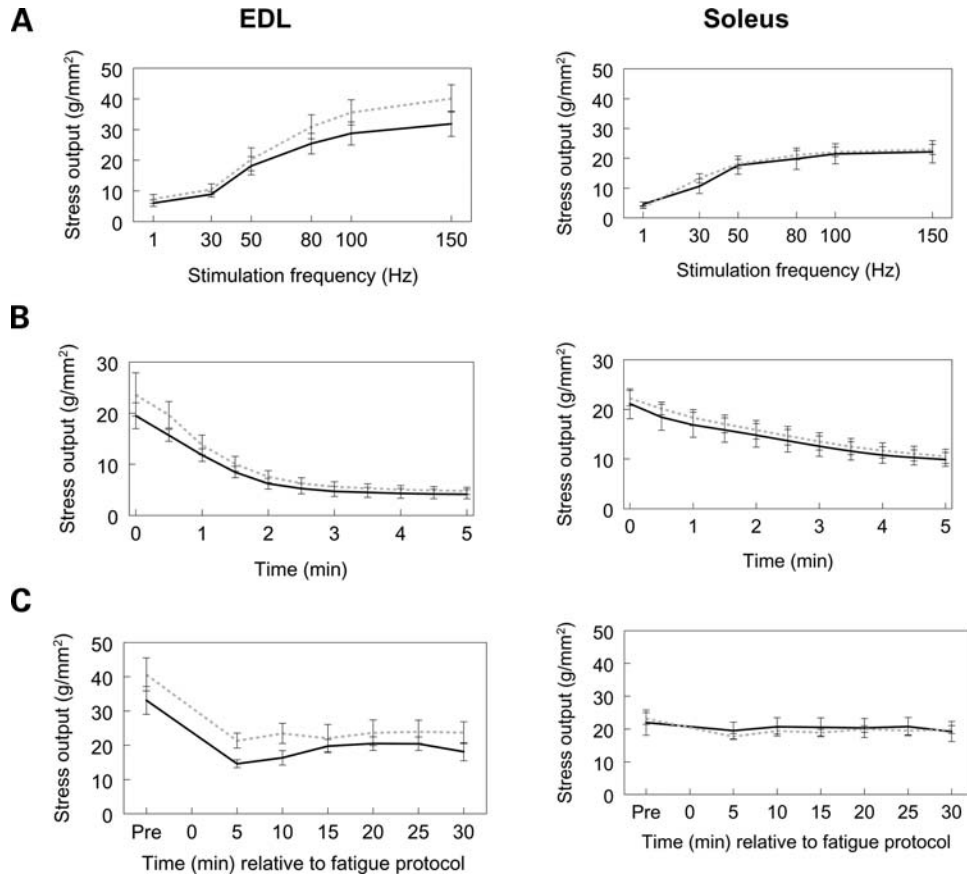 A
EDL
Soleus
Stress output (g/mm²)
50
40
30
20
10
0
1 30 50 80 100 150
Stimulation frequency (Hz)
Stress output (g/mm²)
50
40
30
20
10
0
1 30 50 80 100 150
Stimulation frequency (Hz)
B
Stress output (g/mm²)
30
20
10
0
0 1 2 3 4 5
Time (min)
Stress output (g/mm²)
30
20
10
0
0 1 2 3 4 5
Time (min)
C
Stress output (g/mm²)
50
40
30
20
10
0
Pre 0 5 10 15 20 25 30
Time (min) relative to fatigue protocol
Stress output (g/mm²)
50
40
30
20
10
0
Pre 0 5 10 15 20 25 30
Time (min) relative to fatigue protocol